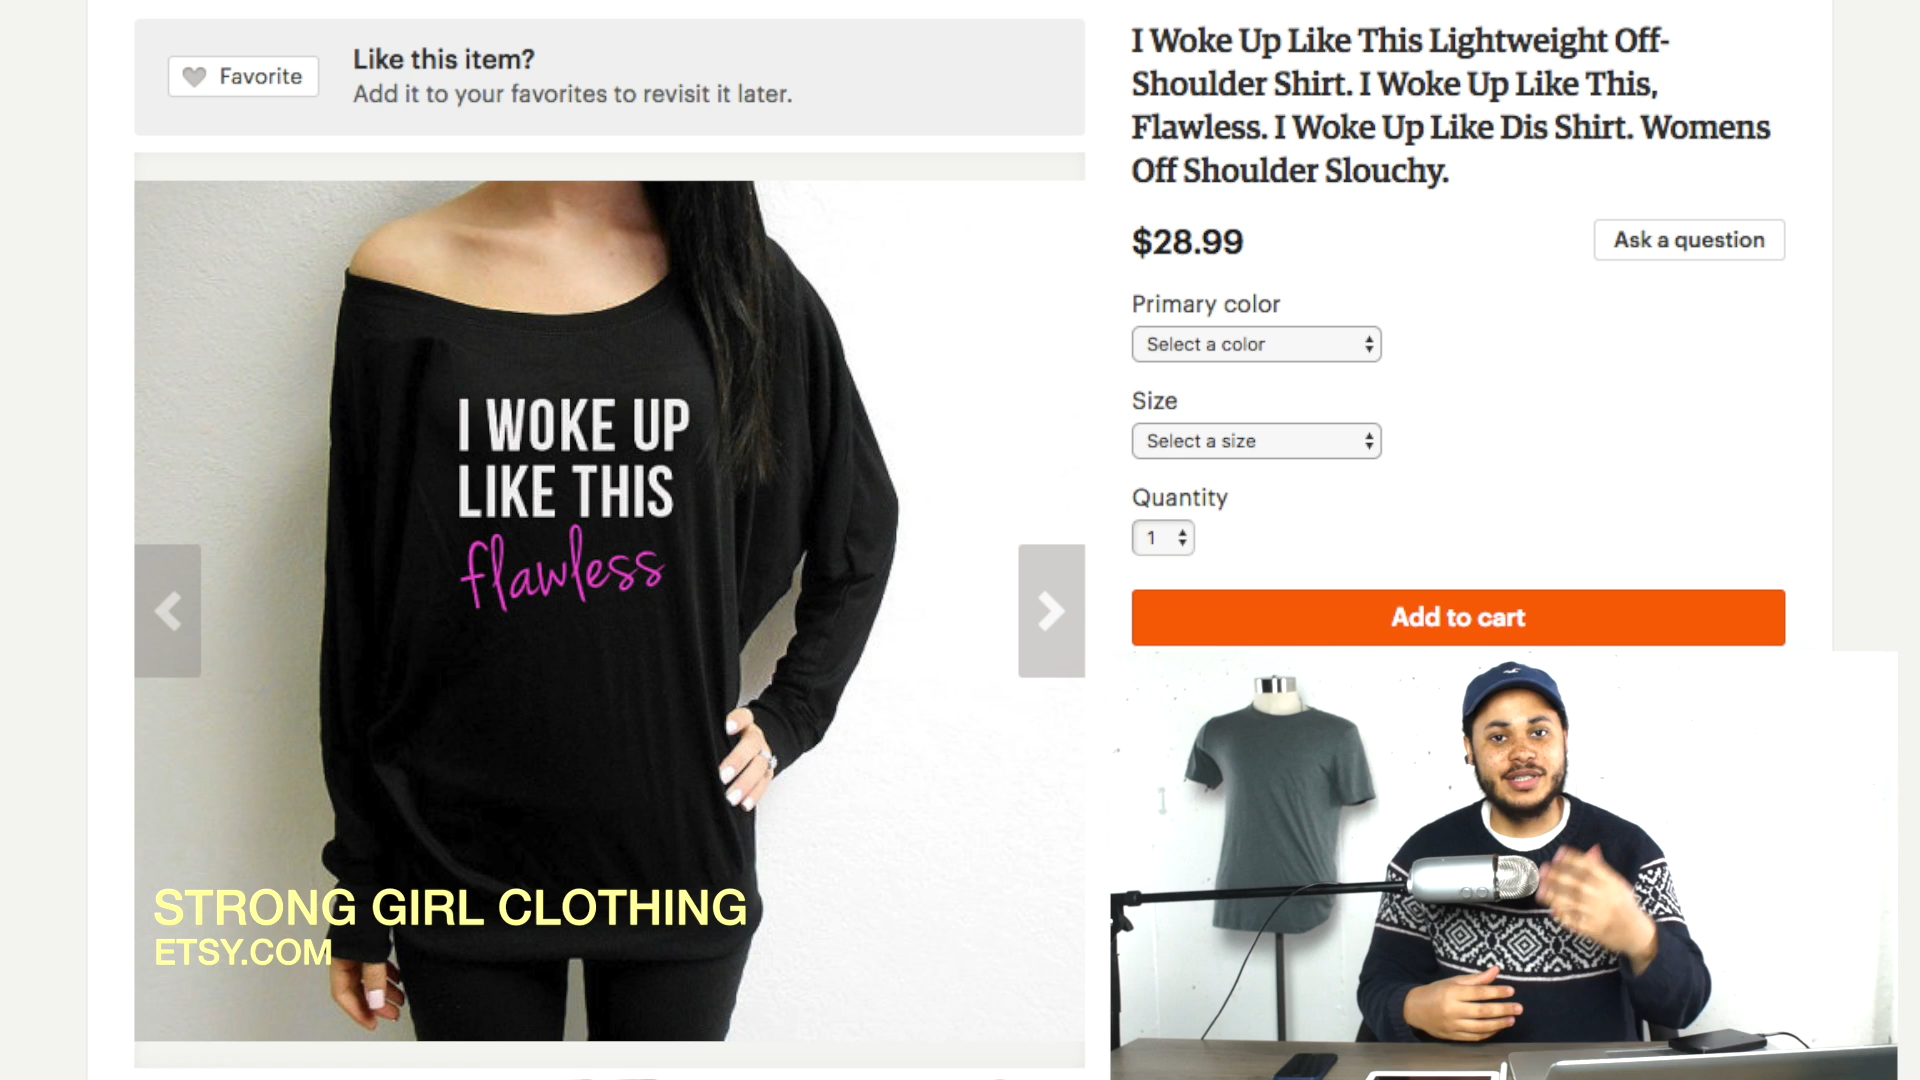 Favorite
Like this item?
Add it to your favorites to revisit it later.
I WOKE UP
LIKE THIS
flawless
STRONG GIRL CLOTHING
ETSY.COM
I Woke Up Like This Lightweight Off-
Shoulder Shirt. I Woke Up Like This,
Flawless. I Woke Up Like Dis Shirt. Womens
Off Shoulder Slouchy.
$28.99
Ask a question
Primary color
Select a color
Size
Select a size
Quantity
1
Add to cart